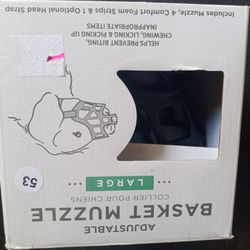 ADJUSTABLE
BASKET MUZZLE
COLLIER POUR CHIENS
LARGE
53
HELPS PREVENT BITING,
CHEWING, LICKING & PICKING UP
INAPPROPRIATE ITEMS
Includes Muzzle, 4 Comfort Foam Strips & Optional Head Strap